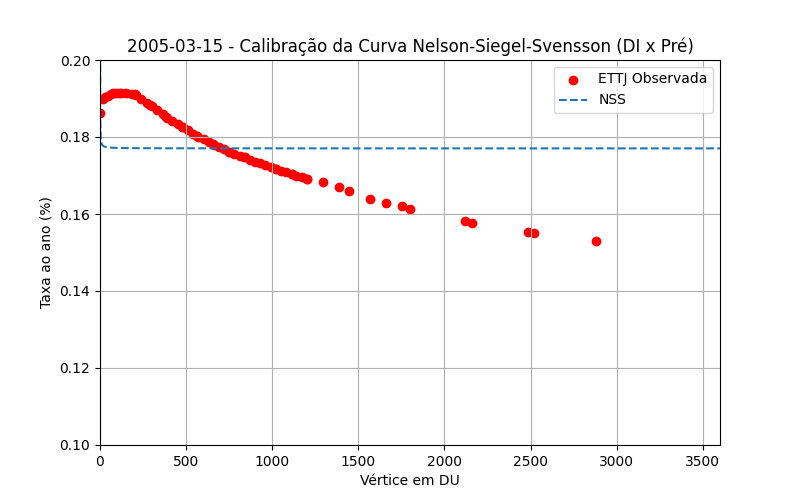 2005-03-15 - Calibração da Curva Nelson-Siegel-Svensson (DI x Pré)
ETTJ Observada
NSS
Taxa ao ano (%)
0.20
0.18
0.16
0.14
0.12
0.10
0 500 1000 1500 2000 2500 3000 3500
Vértice em DU